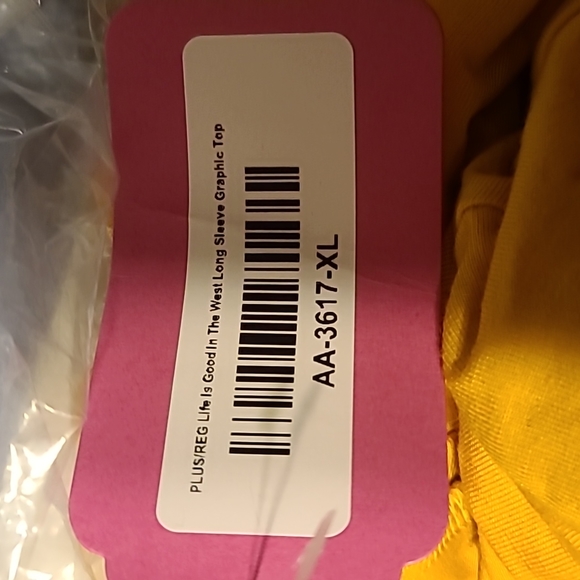 PLUS/REG Life Is Good In The West Long Sleeve Graphic Top
AA-3617-XL